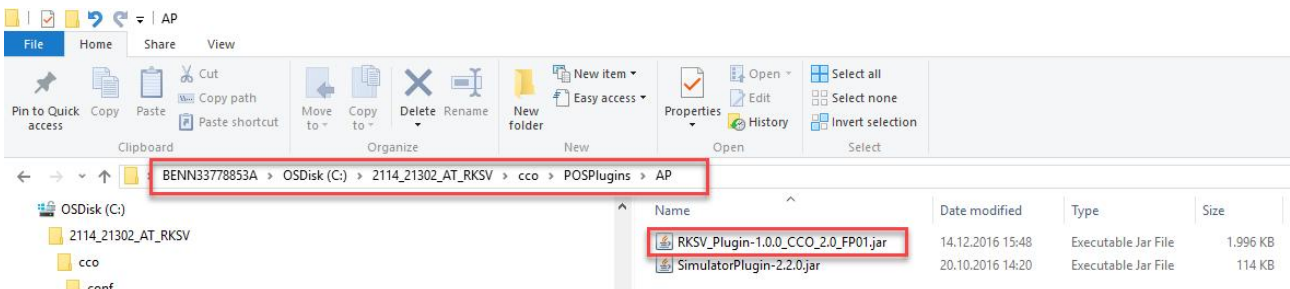 AP
File Home Share View
Pin to Quick access
Copy
Paste
Cut
Copy path
Paste shortcut
Clipboard
Move to
Copy to
Delete
Rename
Organize
New folder
New item
Easy access
New
Properties
Open
Edit
History
Open
Select all
Select none
Invert selection
Select
BENN33778853A > OSDisk (C:) > 2114_21302_AT_RKSV > cco > POSPlugins > AP
OSDisk (C:)
2114_21302_AT_RKSV
cco
conf
Name Date modified Type Size
RKSV_Plugin-1.0.0_CCO_2.0_FP01.jar 14.12.2016 15:48 Executable Jar File 1.996 KB
SimulatorPlugin-2.2.0.jar 20.10.2016 14:20 Executable Jar File 114 KB